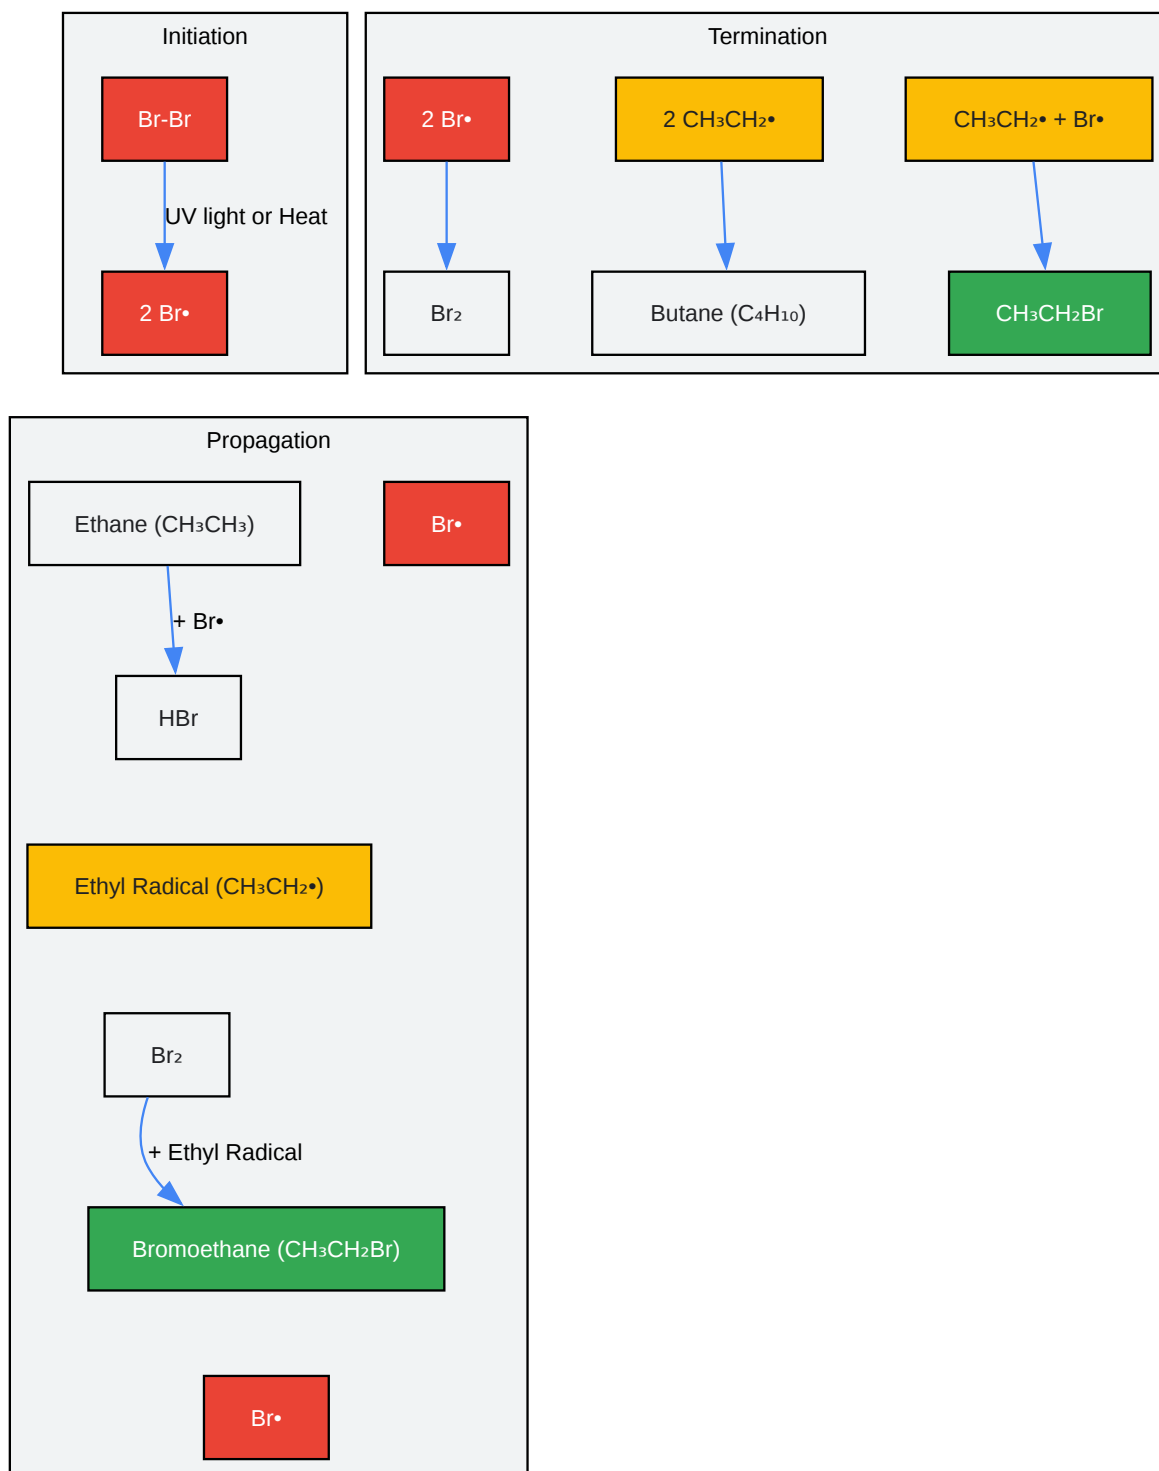 Initiation
Br-Br
UV light or Heat
2 Br•
Termination
2 Br•
2 CH₃CH₂•
CH₃CH₂• + Br•
Br₂
Butane (C₄H₁₀)
CH₃CH₂Br
Propagation
Ethane (CH₃CH₃)
Br•
+ Br•
HBr
Ethyl Radical (CH₃CH₂•)
Br₂
+ Ethyl Radical
Bromoethane (CH₃CH₂Br)
Br•